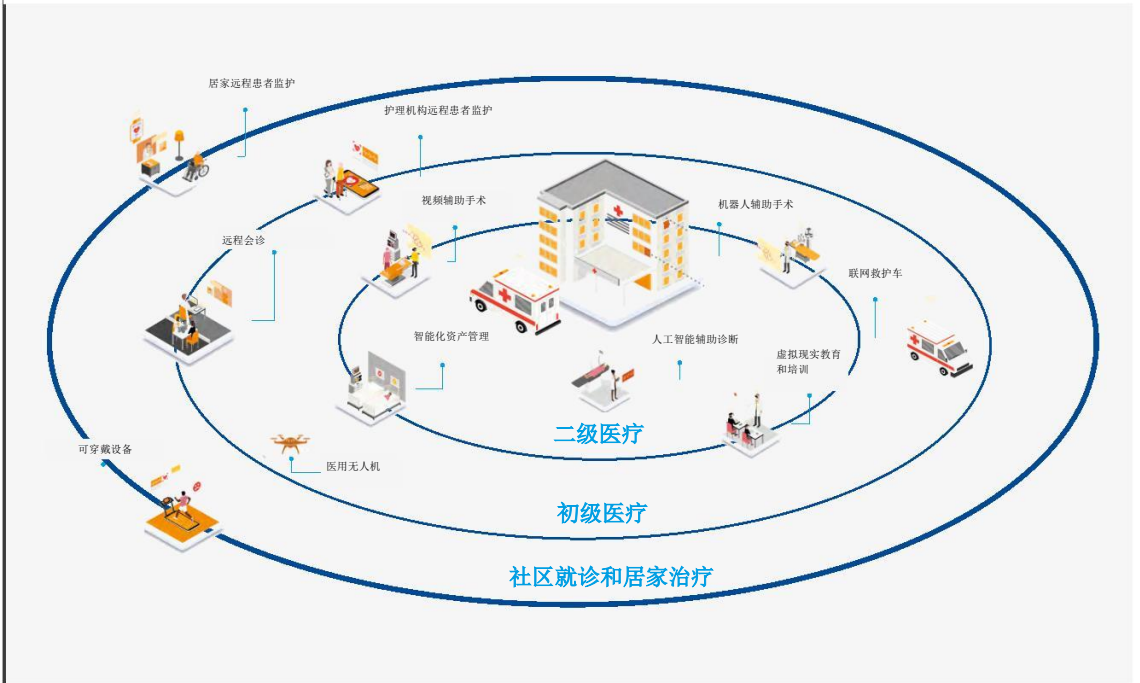 居家远程患者监护
护理机构远程患者监护
视频辅助手术
机器人辅助手术
远程会诊
联网救护车
智能化资产管理
人工智能辅助诊断
虚拟现实教育
和培训
二级医疗
可穿戴设备
医用无人机
初级医疗
社区就诊和居家治疗